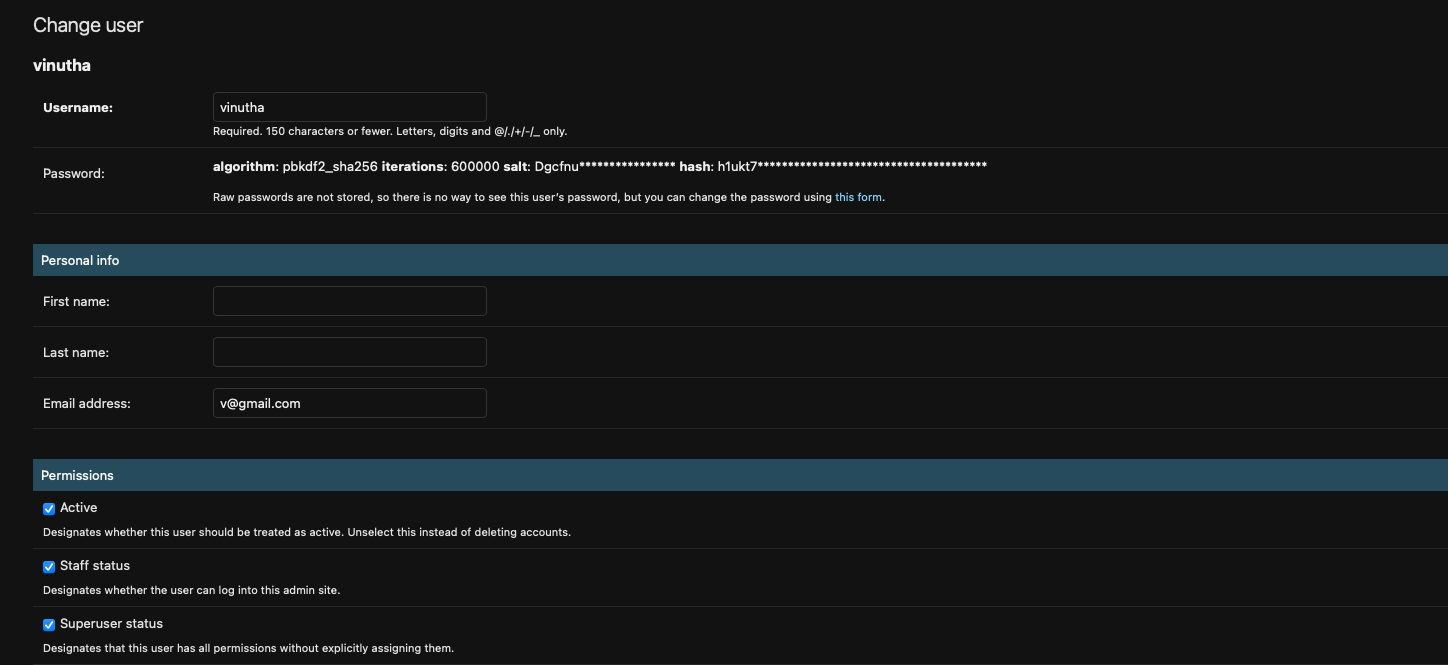 Change user
vinutha
Username:
vinutha
Required. 150 characters or fewer. Letters, digits and @/./+/-/_ only.
Password:
algorithm: pbkdf2_sha256 iterations: 600000 salt: Dgcfnu**************** hash: h1ukt7**************************************
Raw passwords are not stored, so there is no way to see this user’s password, but you can change the password using this form.
Personal info
First name:
Last name:
Email address:
v@gmail.com
Permissions
Active
Designates whether this user should be treated as active. Unselect this instead of deleting accounts.
Staff status
Designates whether the user can log into this admin site.
Superuser status
Designates that this user has all permissions without explicitly assigning them.